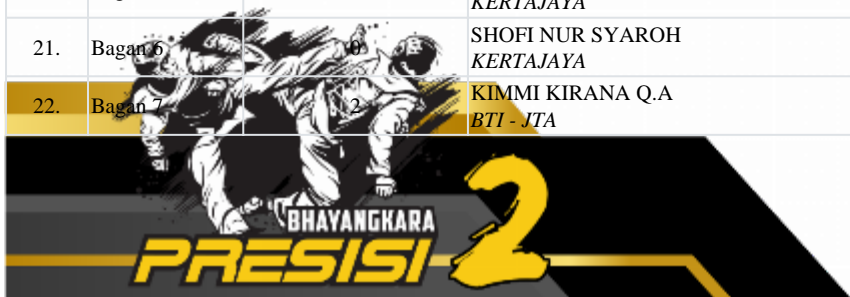 KERTAJAYA
21. Bagan 6 0 SHOFI NUR SYAROH
KERTAJAYA
22. Bagan 7 2 KIMMI KIRANA Q.A
BTI - JTA
BHAYANGKARA
PRESISI 2